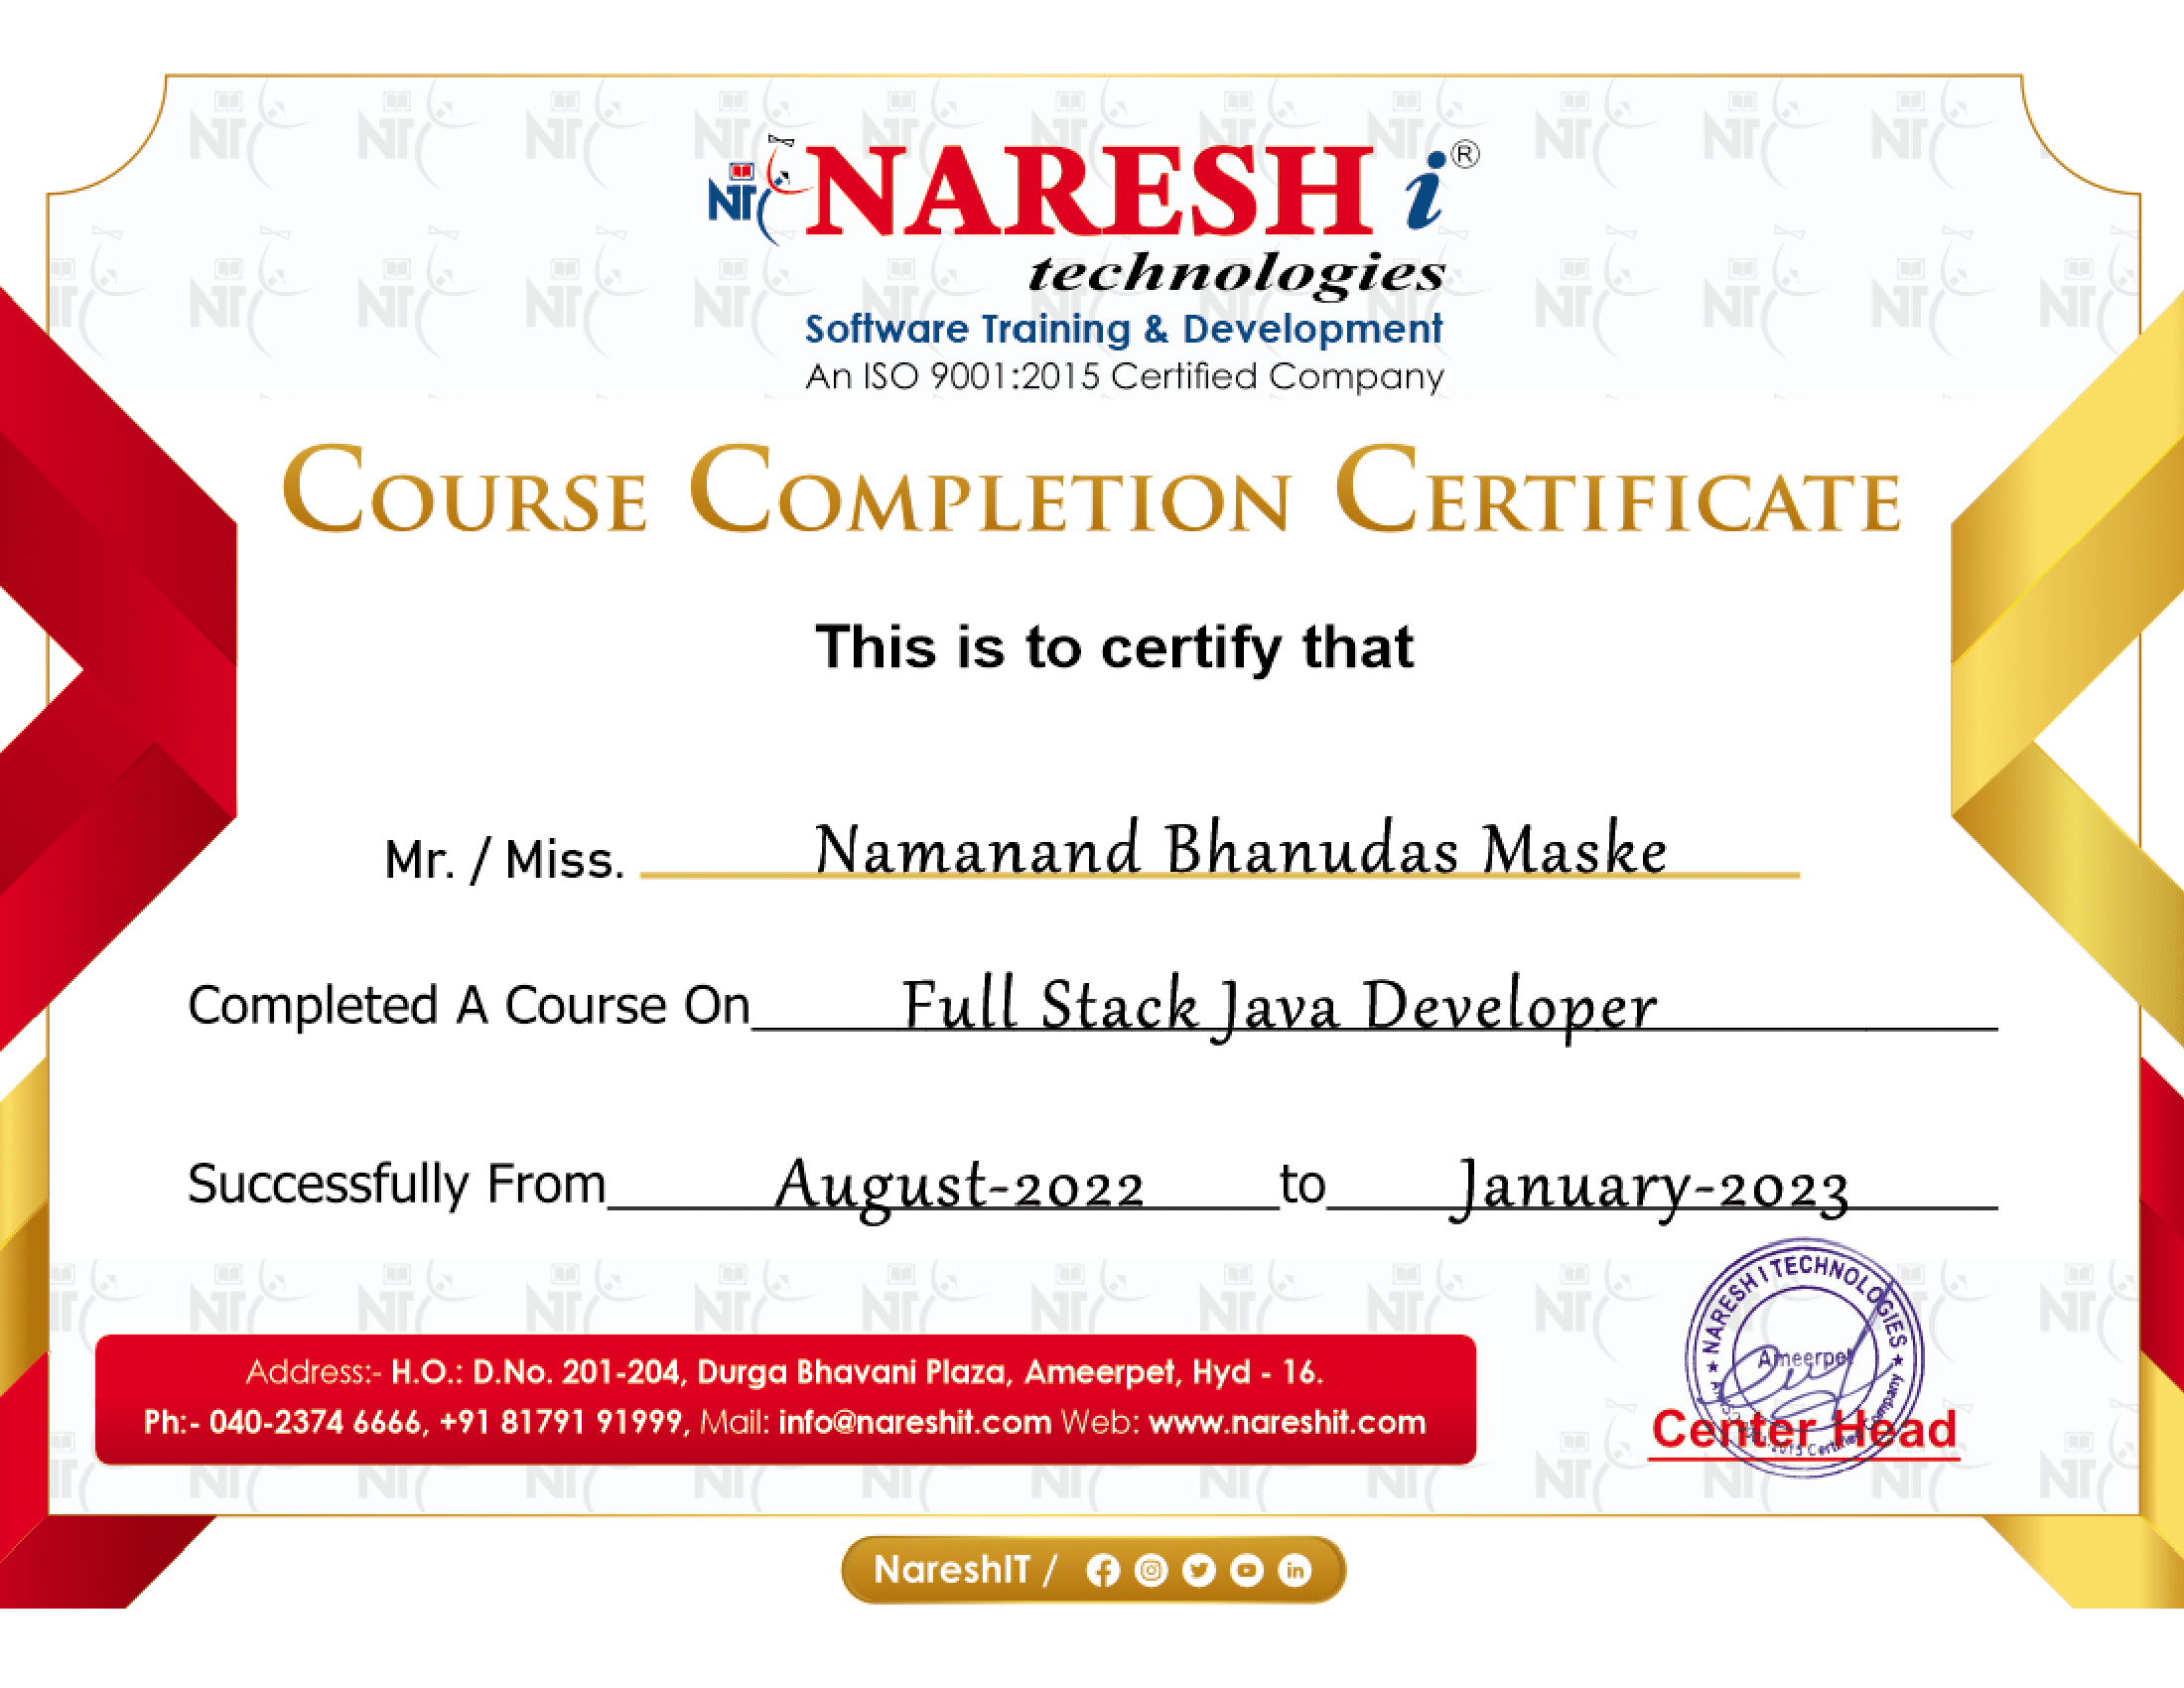 NT NARESH i ®
technologies
Software Training & Development
An ISO 9001:2015 Certified Company
COURSE COMPLETION CERTIFICATE
This is to certify that
Mr. / Miss. Namanand Bhanudas Maske
Completed A Course On Full Stack Java Developer
Successfully From August-2022 to January-2023
NARESH I TECHNOLOGIES
Ameerpet
Center Head
Address:- H.O.: D.No. 201-204, Durga Bhavani Plaza, Ameerpet, Hyd - 16.
Ph:- 040-2374 6666, +91 81791 91999, Mail: info@nareshit.com Web: www.nareshit.com
NareshIT /